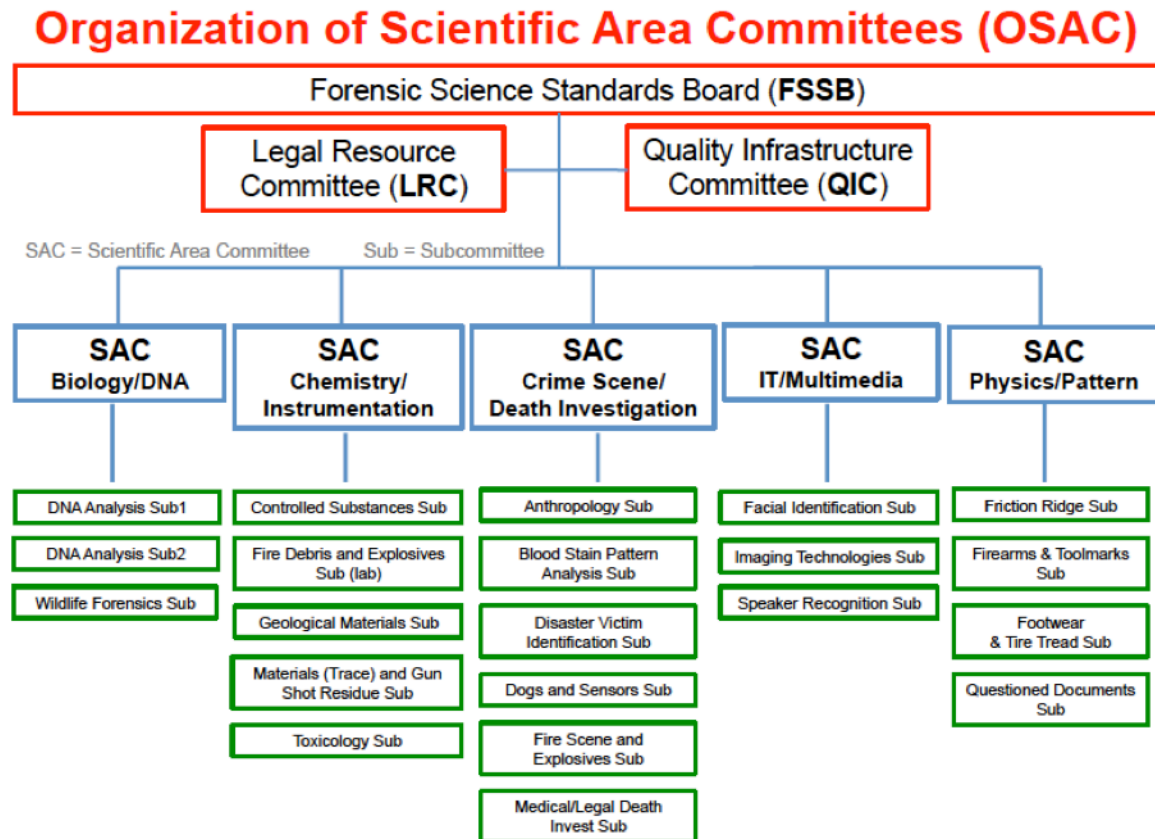 Organization of Scientific Area Committees (OSAC)
Forensic Science Standards Board (FSSB)
Legal Resource
Committee (LRC)
Quality Infrastructure
Committee (QIC)
SAC = Scientific Area Committee
Sub = Subcommittee
SAC
Biology/DNA
SAC
Chemistry/
Instrumentation
SAC
Crime Scene/
Death Investigation
SAC
IT/Multimedia
SAC
Physics/Pattern
DNA Analysis Sub1
DNA Analysis Sub2
Wildlife Forensics Sub
Controlled Substances Sub
Fire Debris and Explosives
Sub (lab)
Geological Materials Sub
Materials (Trace) and Gun
Shot Residue Sub
Toxicology Sub
Anthropology Sub
Blood Stain Pattern
Analysis Sub
Disaster Victim
Identification Sub
Dogs and Sensors Sub
Fire Scene and
Explosives Sub
Medical/Legal Death
Invest Sub
Facial Identification Sub
Imaging Technologies Sub
Speaker Recognition Sub
Friction Ridge Sub
Firearms & Toolmarks
Sub
Footwear
& Tire Tread Sub
Questioned Documents
Sub